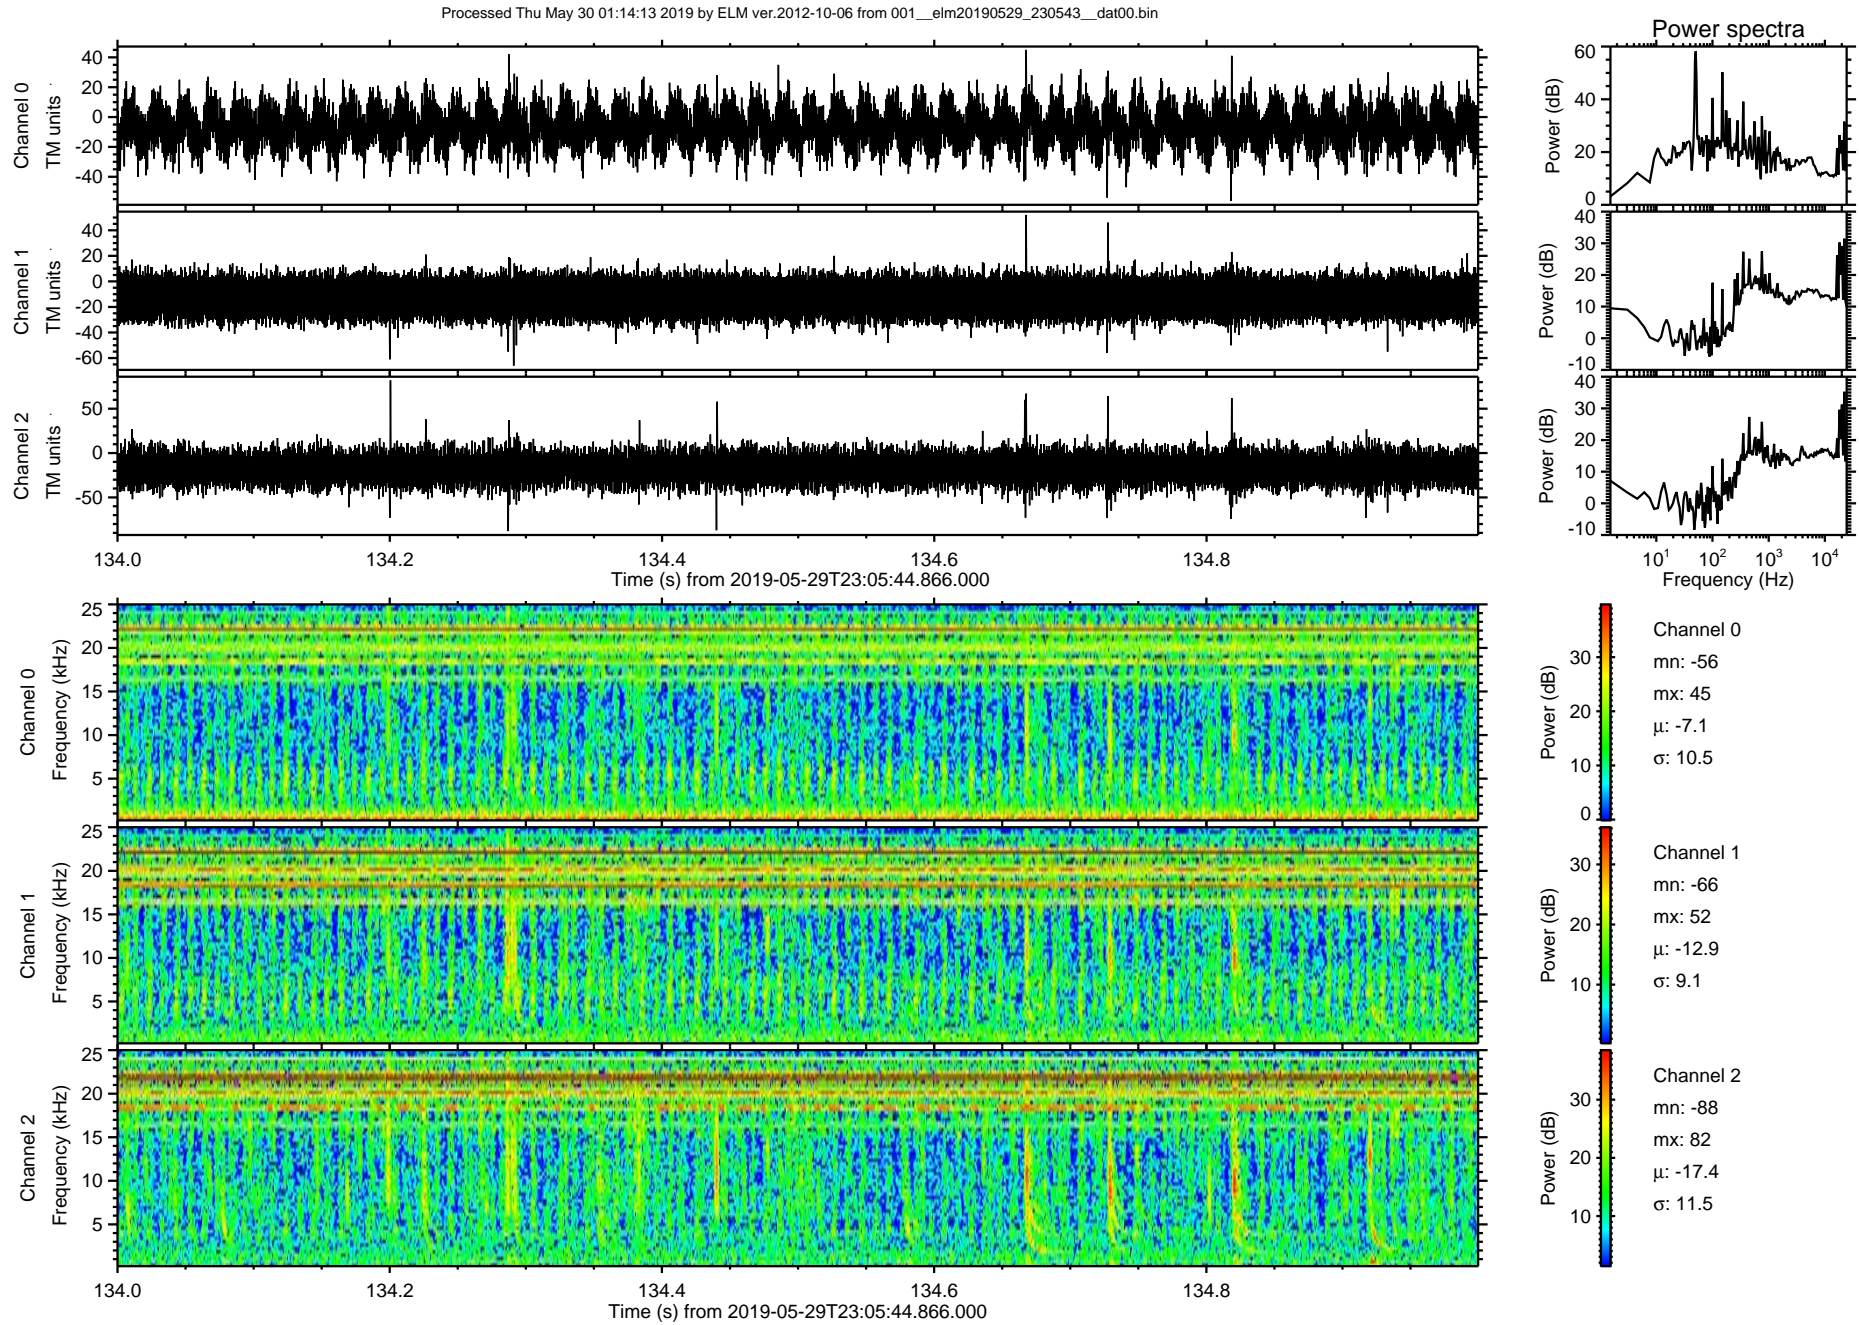 Processed Thu May 30 01:14:13 2019 by ELM ver.2012-10-06 from 001__elm20190529_230543__dat00.bin
Power spectra
Channel 0
TM units
40
20
0
-20
-40
Power (dB)
60
40
20
0
Channel 1
TM units
40
20
0
-20
-40
-60
Power (dB)
40
30
20
10
0
-10
Channel 2
TM units
50
0
-50
Power (dB)
40
30
20
10
0
-10
134.0 134.2 134.4 134.6 134.8
Time (s) from 2019-05-29T23:05:44.866.000
10^1 10^2 10^3 10^4
Frequency (Hz)
Channel 0
Frequency (kHz)
25
20
15
10
5
Power (dB)
30
20
10
0
Channel 0
mn: -56
mx: 45
µ: -7.1
σ: 10.5
Channel 1
Frequency (kHz)
25
20
15
10
5
Power (dB)
30
20
10
Channel 1
mn: -66
mx: 52
µ: -12.9
σ: 9.1
Channel 2
Frequency (kHz)
25
20
15
10
5
Power (dB)
30
20
10
Channel 2
mn: -88
mx: 82
µ: -17.4
σ: 11.5
134.0 134.2 134.4 134.6 134.8
Time (s) from 2019-05-29T23:05:44.866.000